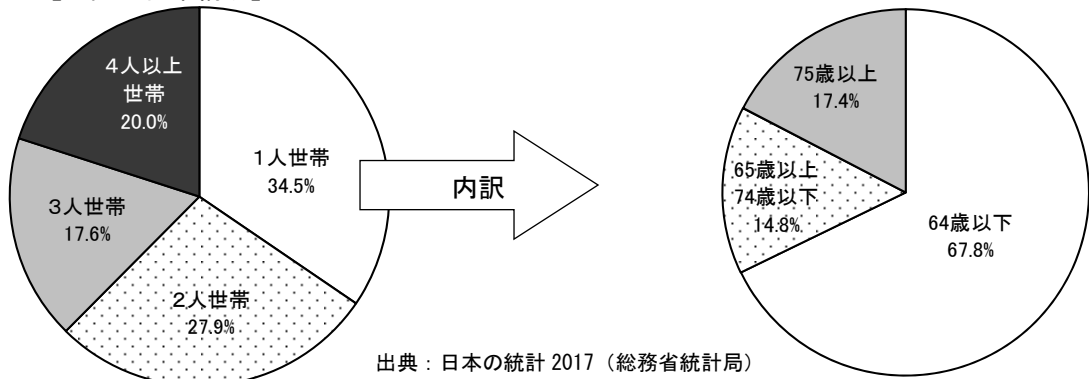 4人以上
世帯
20.0%
1人世帯
34.5%
3人世帯
17.6%
2人世帯
27.9%
内訳
75歳以上
17.4%
65歳以上
74歳以下
14.8%
64歳以下
67.8%
出典:日本の統計 2017(総務省統計局)